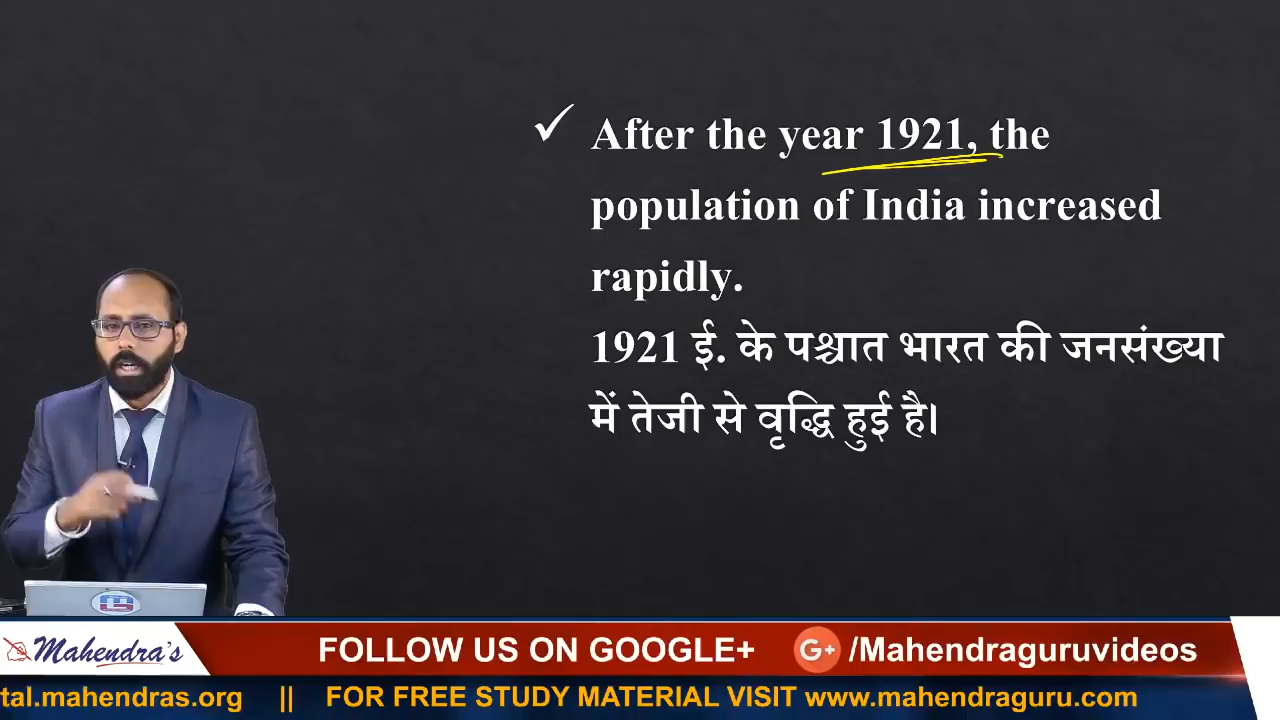 After the year 1921, the
population of India increased
rapidly.
1921 ई. के पश्चात भारत की जनसंख्या
में तेजी से वृद्धि हुई है।
Mahendra's
FOLLOW US ON GOOGLE+ G+ /Mahendraguruvideos
tal.mahendras.org || FOR FREE STUDY MATERIAL VISIT www.mahendraguru.com